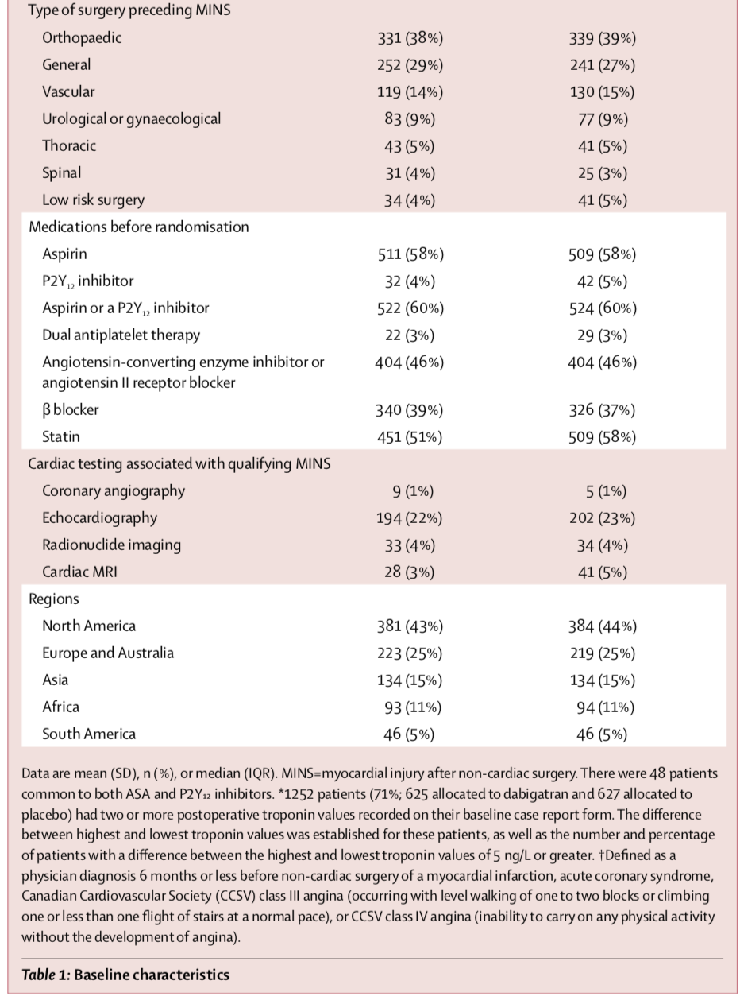 Type of surgery preceding MINS
Orthopaedic 331 (38%) 339 (39%)
General 252 (29%) 241 (27%)
Vascular 119 (14%) 130 (15%)
Urological or gynaecological 83 (9%) 77 (9%)
Thoracic 43 (5%) 41 (5%)
Spinal 31 (4%) 25 (3%)
Low risk surgery 34 (4%) 41 (5%)
Medications before randomisation
Aspirin 511 (58%) 509 (58%)
P2Y₁₂ inhibitor 32 (4%) 42 (5%)
Aspirin or a P2Y₁₂ inhibitor 522 (60%) 524 (60%)
Dual antiplatelet therapy 22 (3%) 29 (3%)
Angiotensin-converting enzyme inhibitor or 404 (46%) 404 (46%)
angiotensin II receptor blocker
β blocker 340 (39%) 326 (37%)
Statin 451 (51%) 509 (58%)
Cardiac testing associated with qualifying MINS
Coronary angiography 9 (1%) 5 (1%)
Echocardiography 194 (22%) 202 (23%)
Radionuclide imaging 33 (4%) 34 (4%)
Cardiac MRI 28 (3%) 41 (5%)
Regions
North America 381 (43%) 384 (44%)
Europe and Australia 223 (25%) 219 (25%)
Asia 134 (15%) 134 (15%)
Africa 93 (11%) 94 (11%)
South America 46 (5%) 46 (5%)
Data are mean (SD), n (%), or median (IQR). MINS=myocardial injury after non-cardiac surgery. There were 48 patients
common to both ASA and P2Y₁₂ inhibitors. *1252 patients (71%; 625 allocated to dabigatran and 627 allocated to
placebo) had two or more postoperative troponin values recorded on their baseline case report form. The difference
between highest and lowest troponin values was established for these patients, as well as the number and percentage
of patients with a difference between the highest and lowest troponin values of 5 ng/L or greater. †Defined as a
physician diagnosis 6 months or less before non-cardiac surgery of a myocardial infarction, acute coronary syndrome,
Canadian Cardiovascular Society (CCSV) class III angina (occurring with level walking of one to two blocks or climbing
one or less than one flight of stairs at a normal pace), or CCSV class IV angina (inability to carry on any physical activity
without the development of angina).
Table 1: Baseline characteristics